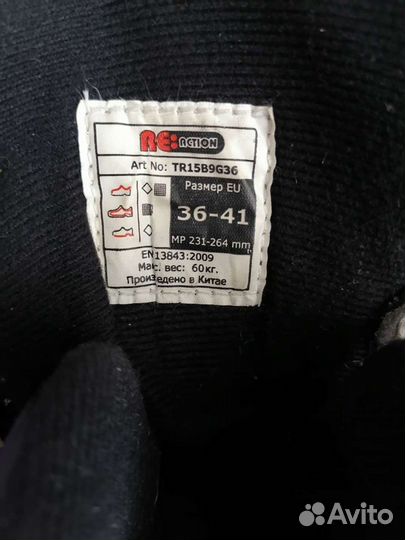 RE:ACTION
Art No: TR15B9G36
Размер EU
36-41
MP 231-264 mm
EN13843:2009
Макс. вес: 60кг.
Произведено в Китае
Avito